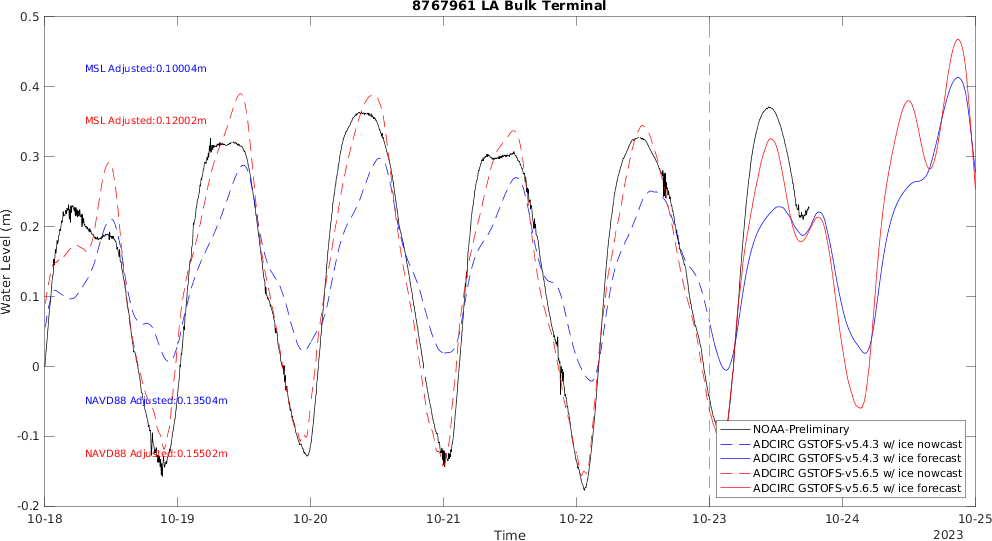 8767961 LA Bulk Terminal
0.5
MSL Adjusted:0.10004m
0.4
MSL Adjusted:0.12002m
0.3
0.2
Water Level (m)
0.1
0
NAVD88 Adjusted:0.13504m
-0.1
NAVD88 Adjusted:0.15502m
-0.2
NOAA-Preliminary
ADCIRC GSTOFS-v5.4.3 w/ ice nowcast
ADCIRC GSTOFS-v5.4.3 w/ ice forecast
ADCIRC GSTOFS-v5.6.5 w/ ice nowcast
ADCIRC GSTOFS-v5.6.5 w/ ice forecast
10-18 10-19 10-20 10-21 10-22 10-23 10-24 10-25
Time
2023